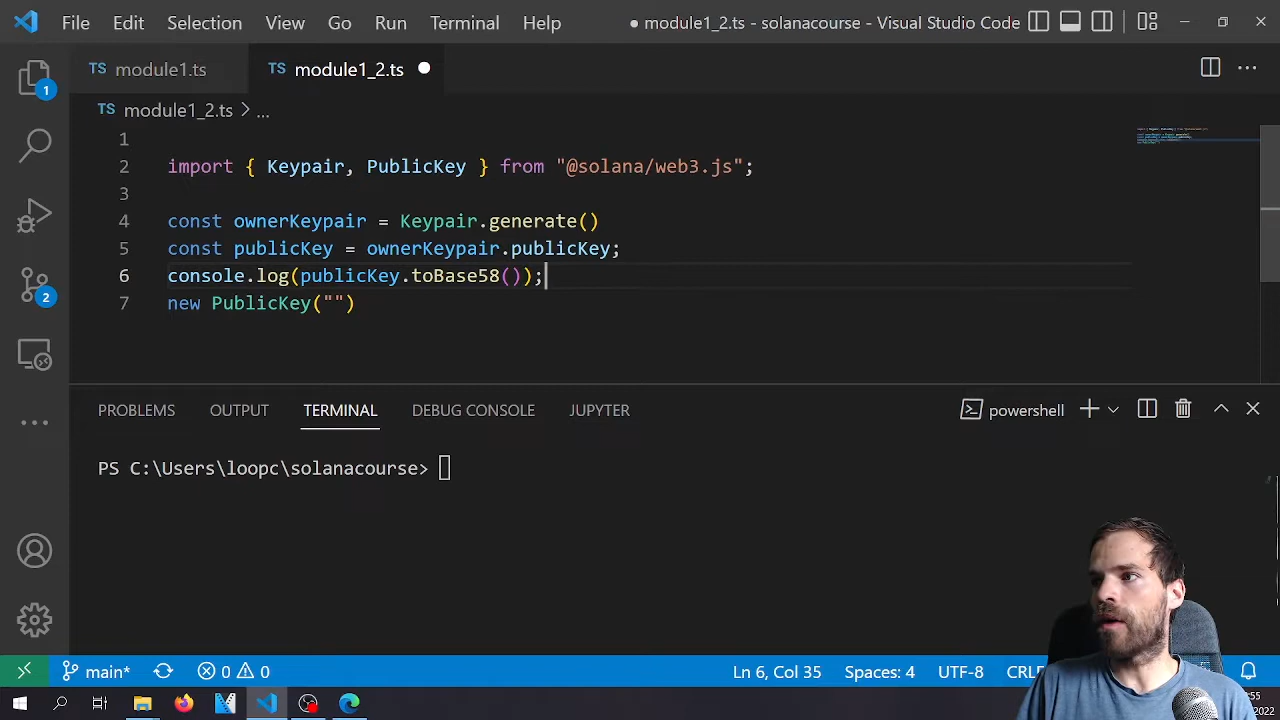 File Edit Selection View Go Run Terminal Help ● module1_2.ts - solanacourse - Visual Studio Code
TS module1.ts TS module1_2.ts
1 TS module1_2.ts > ...
1
2 import { Keypair, PublicKey } from "@solana/web3.js";
3
4 const ownerKeypair = Keypair.generate()
5 const publicKey = ownerKeypair.publicKey;
6 console.log(publicKey.toBase58());
7 new PublicKey("")
2
PROBLEMS OUTPUT TERMINAL DEBUG CONSOLE JUPYTER powershell
PS C:\Users\loopc\solanacourse>
main* 0 0 Ln 6, Col 35 Spaces: 4 UTF-8